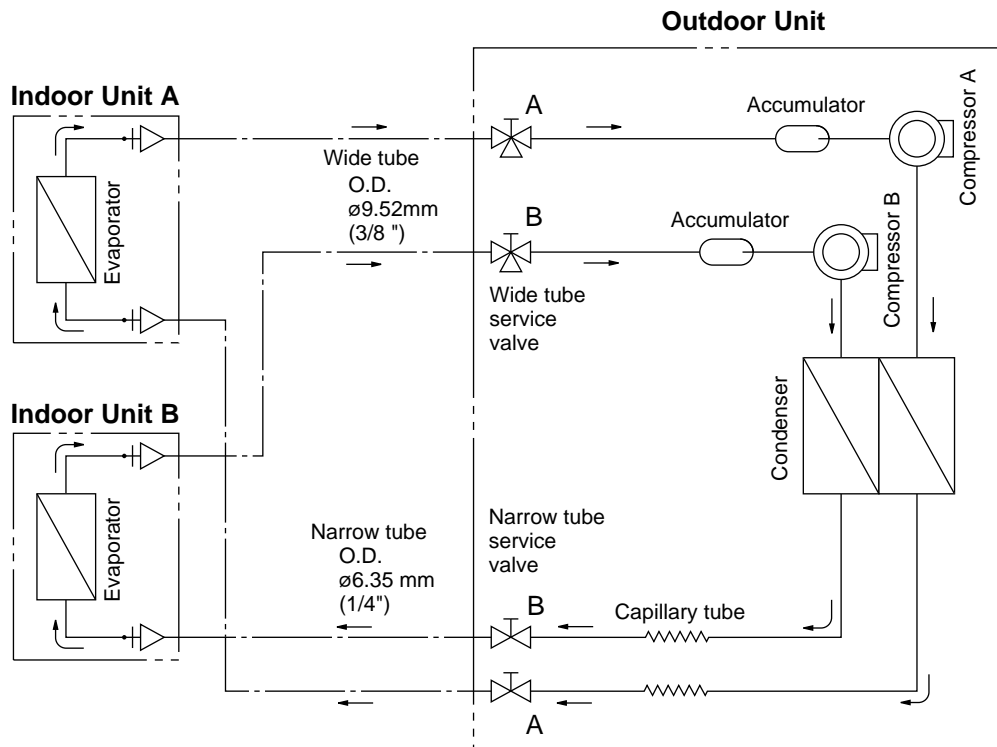 Outdoor Unit
Indoor Unit A
A
Accumulator
Compressor A
Evaporator
Wide tube
O.D.
ø9.52mm
(3/8 ")
B
Accumulator
Compressor B
Wide tube
service
valve
Indoor Unit B
Condenser
Evaporator
Narrow tube
O.D.
ø6.35 mm
(1/4")
Narrow tube
service
valve
B
Capillary tube
A